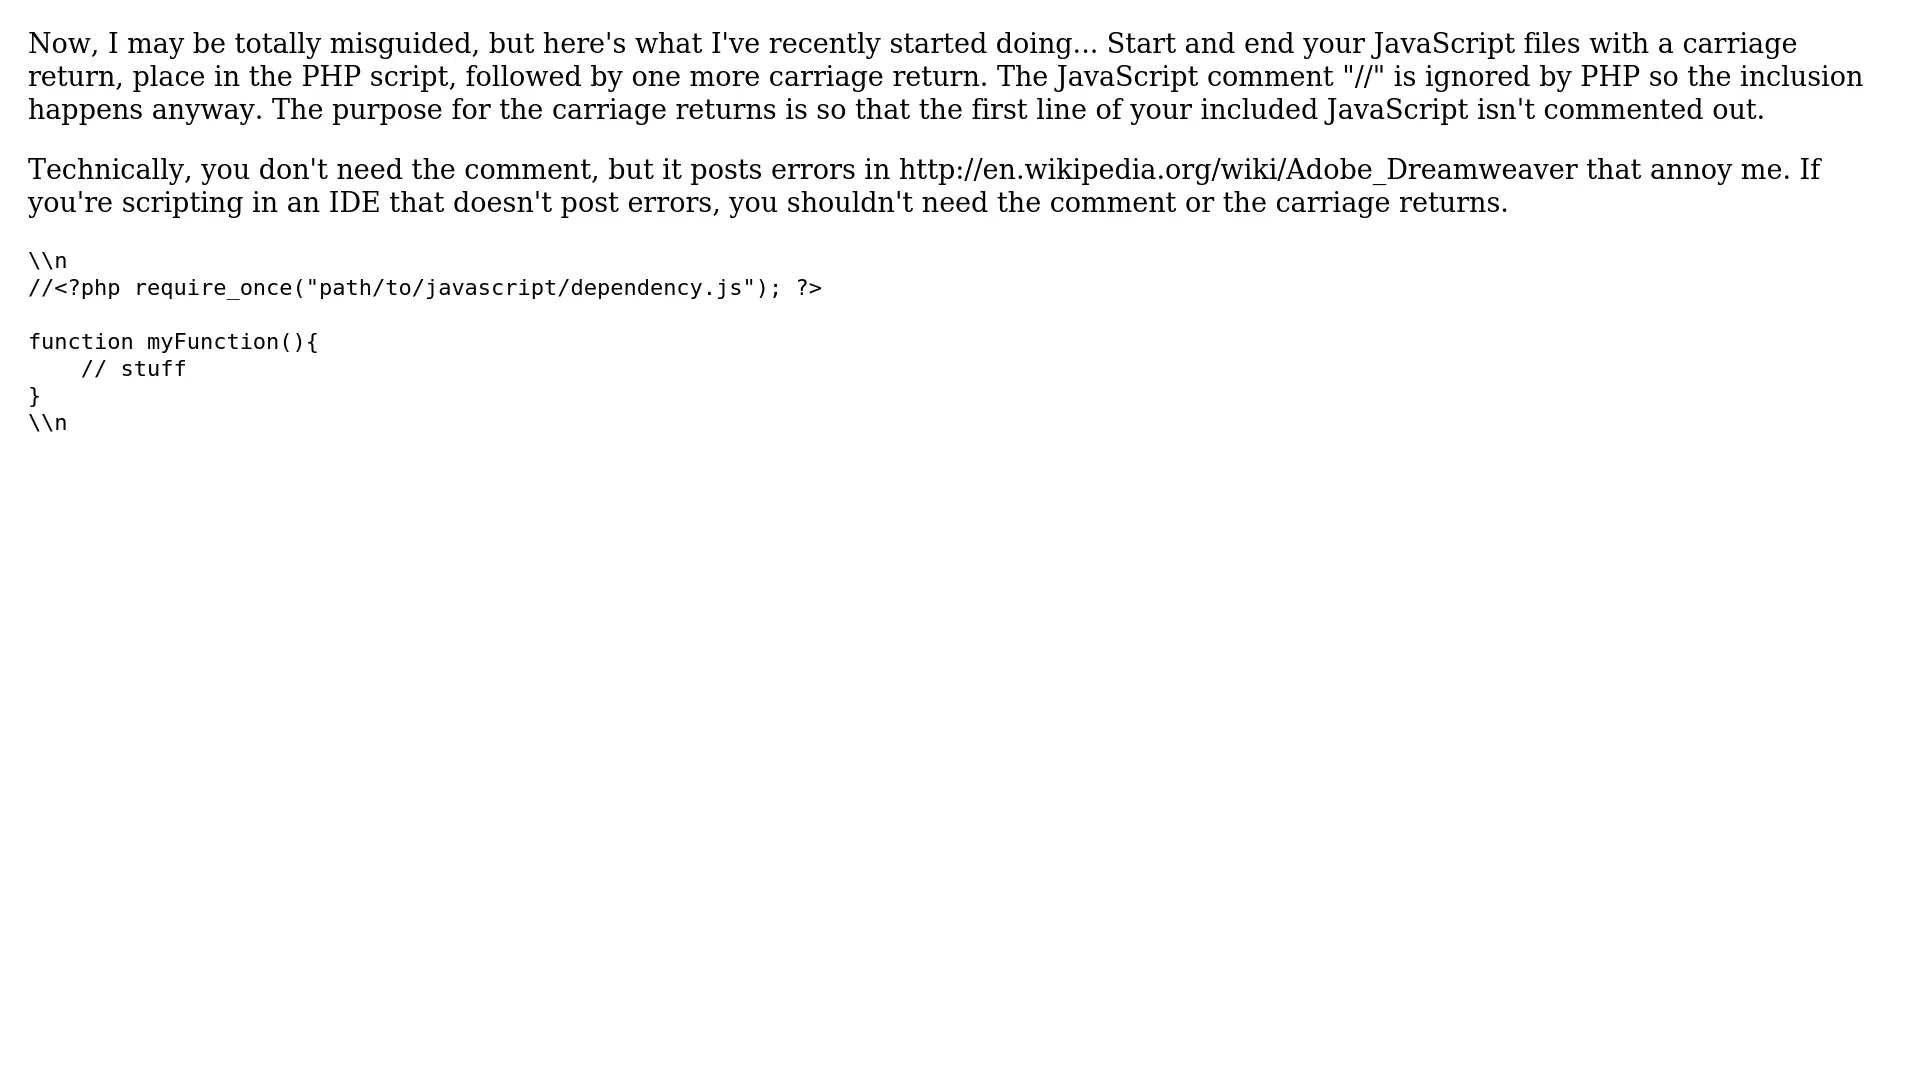 Now, I may be totally misguided, but here's what I've recently started doing... Start and end your JavaScript files with a carriage
return, place in the PHP script, followed by one more carriage return. The JavaScript comment "//" is ignored by PHP so the inclusion
happens anyway. The purpose for the carriage returns is so that the first line of your included JavaScript isn't commented out.
Technically, you don't need the comment, but it posts errors in http://en.wikipedia.org/wiki/Adobe_Dreamweaver that annoy me. If
you're scripting in an IDE that doesn't post errors, you shouldn't need the comment or the carriage returns.
\\n
//<?php require_once("path/to/javascript/dependency.js"); ?>
function myFunction(){
    // stuff
}
\\n